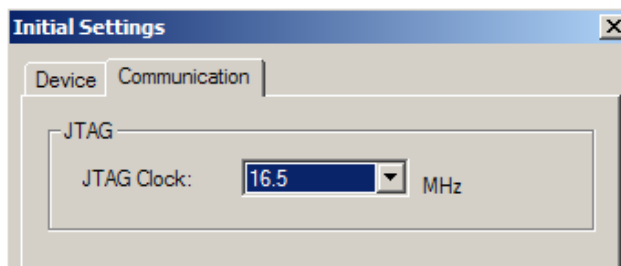 Initial Settings
Device Communication
JTAG
JTAG Clock: 16.5 MHz